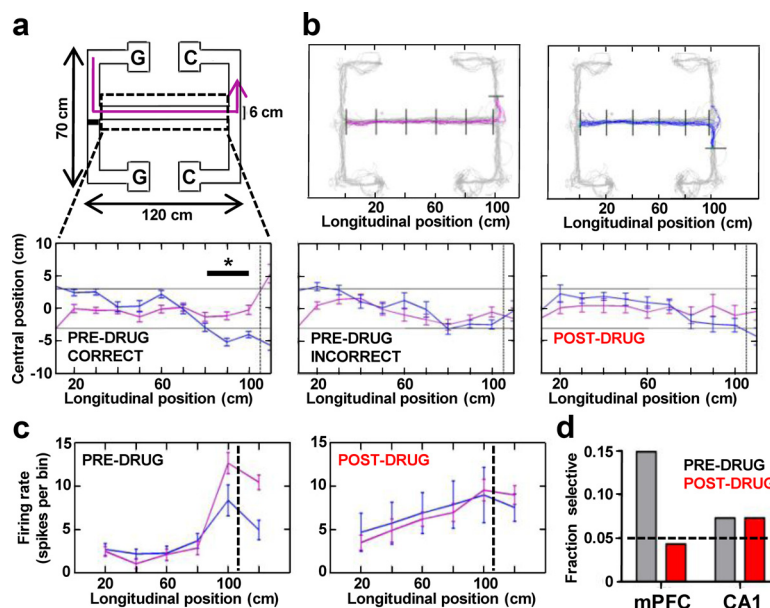 a
G C
70 cm
6 cm
G C
120 cm
b
20 60 100
Longitudinal position (cm)
20 60 100
Longitudinal position (cm)
Central position (cm)
10
5
0
-5
-10
*
PRE-DRUG
CORRECT
20 60 100
Longitudinal position (cm)
PRE-DRUG
INCORRECT
20 60 100
Longitudinal position (cm)
POST-DRUG
20 60 100
Longitudinal position (cm)
c
Firing rate
(spikes per bin)
15
10
5
0
PRE-DRUG
20 60 100
Longitudinal position (cm)
15
10
5
0
POST-DRUG
20 60 100
Longitudinal position (cm)
d
Fraction selective
0.15
0.05
0
PRE-DRUG
POST-DRUG
mPFC CA1